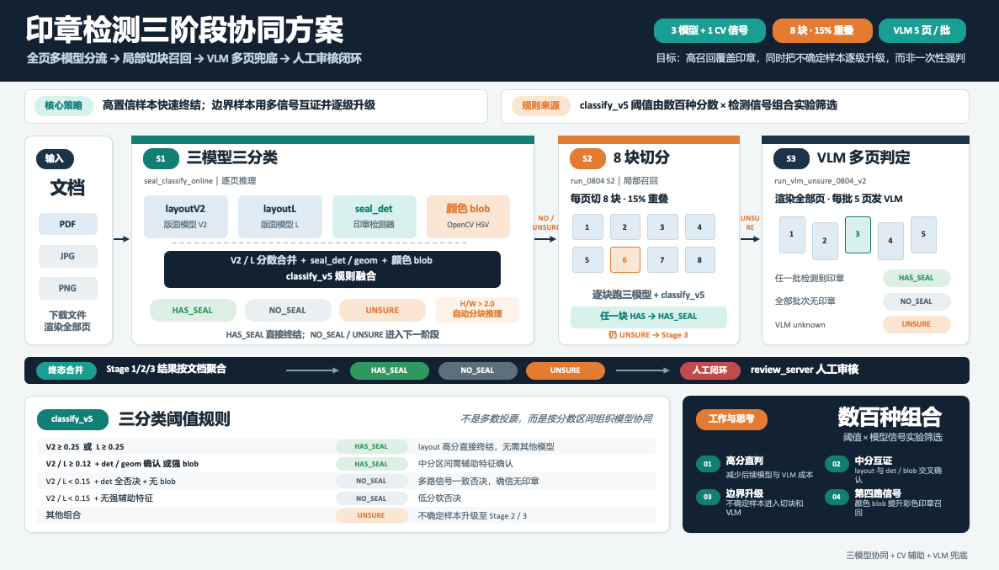 印章检测三阶段协同方案
全页多模型分流 → 局部切块召回 → VLM 多页兜底 → 人工审核闭环
3 模型 + 1 CV 信号
8 块 · 15% 重叠
VLM 5 页 / 批
目标：高召回覆盖印章，同时把不确定样本逐级升级，而非一次性强判
核心策略
高置信样本快速终结；边界样本用多信号互证并逐级升级
规则来源
classify_v5 阈值由数百种分数 × 检测信号组合实验筛选
输入
文档
PDF
JPG
PNG
下载文件
渲染全部页
S1
三模型三分类
seal_classify_online｜逐页推理
layoutV2
版面模型 V2
layoutL
版面模型 L
seal_det
印章检测器
颜色 blob
OpenCV HSV
V2 / L 分数合并 + seal_det / geom + 颜色 blob
classify_v5 规则融合
HAS_SEAL
NO_SEAL
UNSURE
H/W > 2.0
自动分块推理
HAS_SEAL 直接终结；NO_SEAL / UNSURE 进入下一阶段
NO /
UNSURE
S2
8 块切分
run_0804 S2｜局部召回
每页切 8 块 · 15% 重叠
1
2
3
4
5
6
7
8
逐块跑三模型 + classify_v5
任一块 HAS → HAS_SEAL
仍 UNSURE → Stage 3
UNSU
RE
S3
VLM 多页判定
run_vlm_unsure_0804_v2
渲染全部页 · 每批 5 页发 VLM
1
2
3
4
5
任一批检测到印章
HAS_SEAL
全部批次无印章
NO_SEAL
VLM unknown
UNSURE
终态合并
Stage 1/2/3 结果按文档聚合
HAS_SEAL
NO_SEAL
UNSURE
人工闭环
review_server 人工审核
classify_v5
三分类阈值规则
不是多数投票，而是按分数区间组织模型协同
V2 ≥ 0.25 或 L ≥ 0.25
HAS_SEAL
layout 高分直接终结，无需其他模型
V2 / L ≥ 0.12 + det / geom 确认 或强 blob
HAS_SEAL
中分区间需辅助特征确认
V2 / L < 0.15 + det 全否决 + 无 blob
NO_SEAL
多路信号一致否决，确信无印章
V2 / L < 0.15 + 无强辅助特征
NO_SEAL
低分软否决
其他组合
UNSURE
不确定样本升级至 Stage 2 / 3
工作与思考
数百种组合
阈值 × 模型信号实验筛选
01
高分直判
减少后续模型与 VLM 成本
02
中分互证
layout 与 det / blob 交叉确
认
03
边界升级
不确定样本进入切块和
VLM
04
第四路信号
颜色 blob 提升彩色印章召
回
三模型协同 + CV 辅助 + VLM 兜底